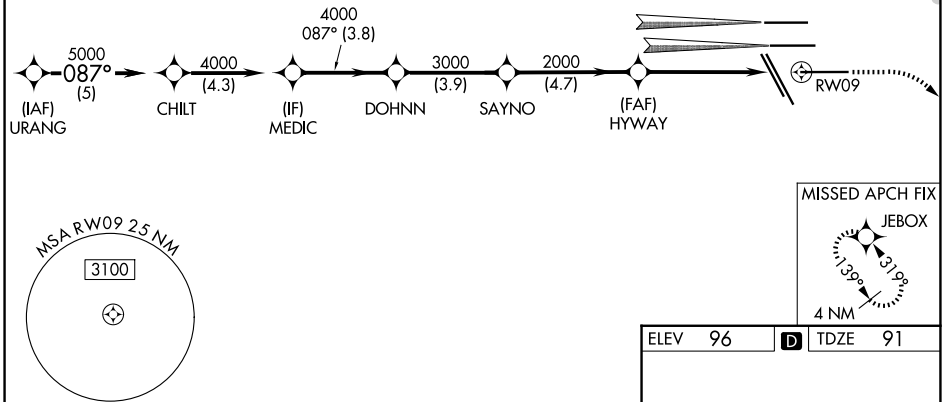 4000
087° (3.8)
5000
087°
(5)
4000
(4.3)
3000
(3.9)
2000
(4.7)
(IAF)
URANG
CHILT
(IF)
MEDIC
DOHNN
SAYNO
(FAF)
HYWAY
RW09
MSA RW09 25 NM
3100
MISSED APCH FIX
JEBOX
139°
319°
4 NM
ELEV 96 D TDZE 91